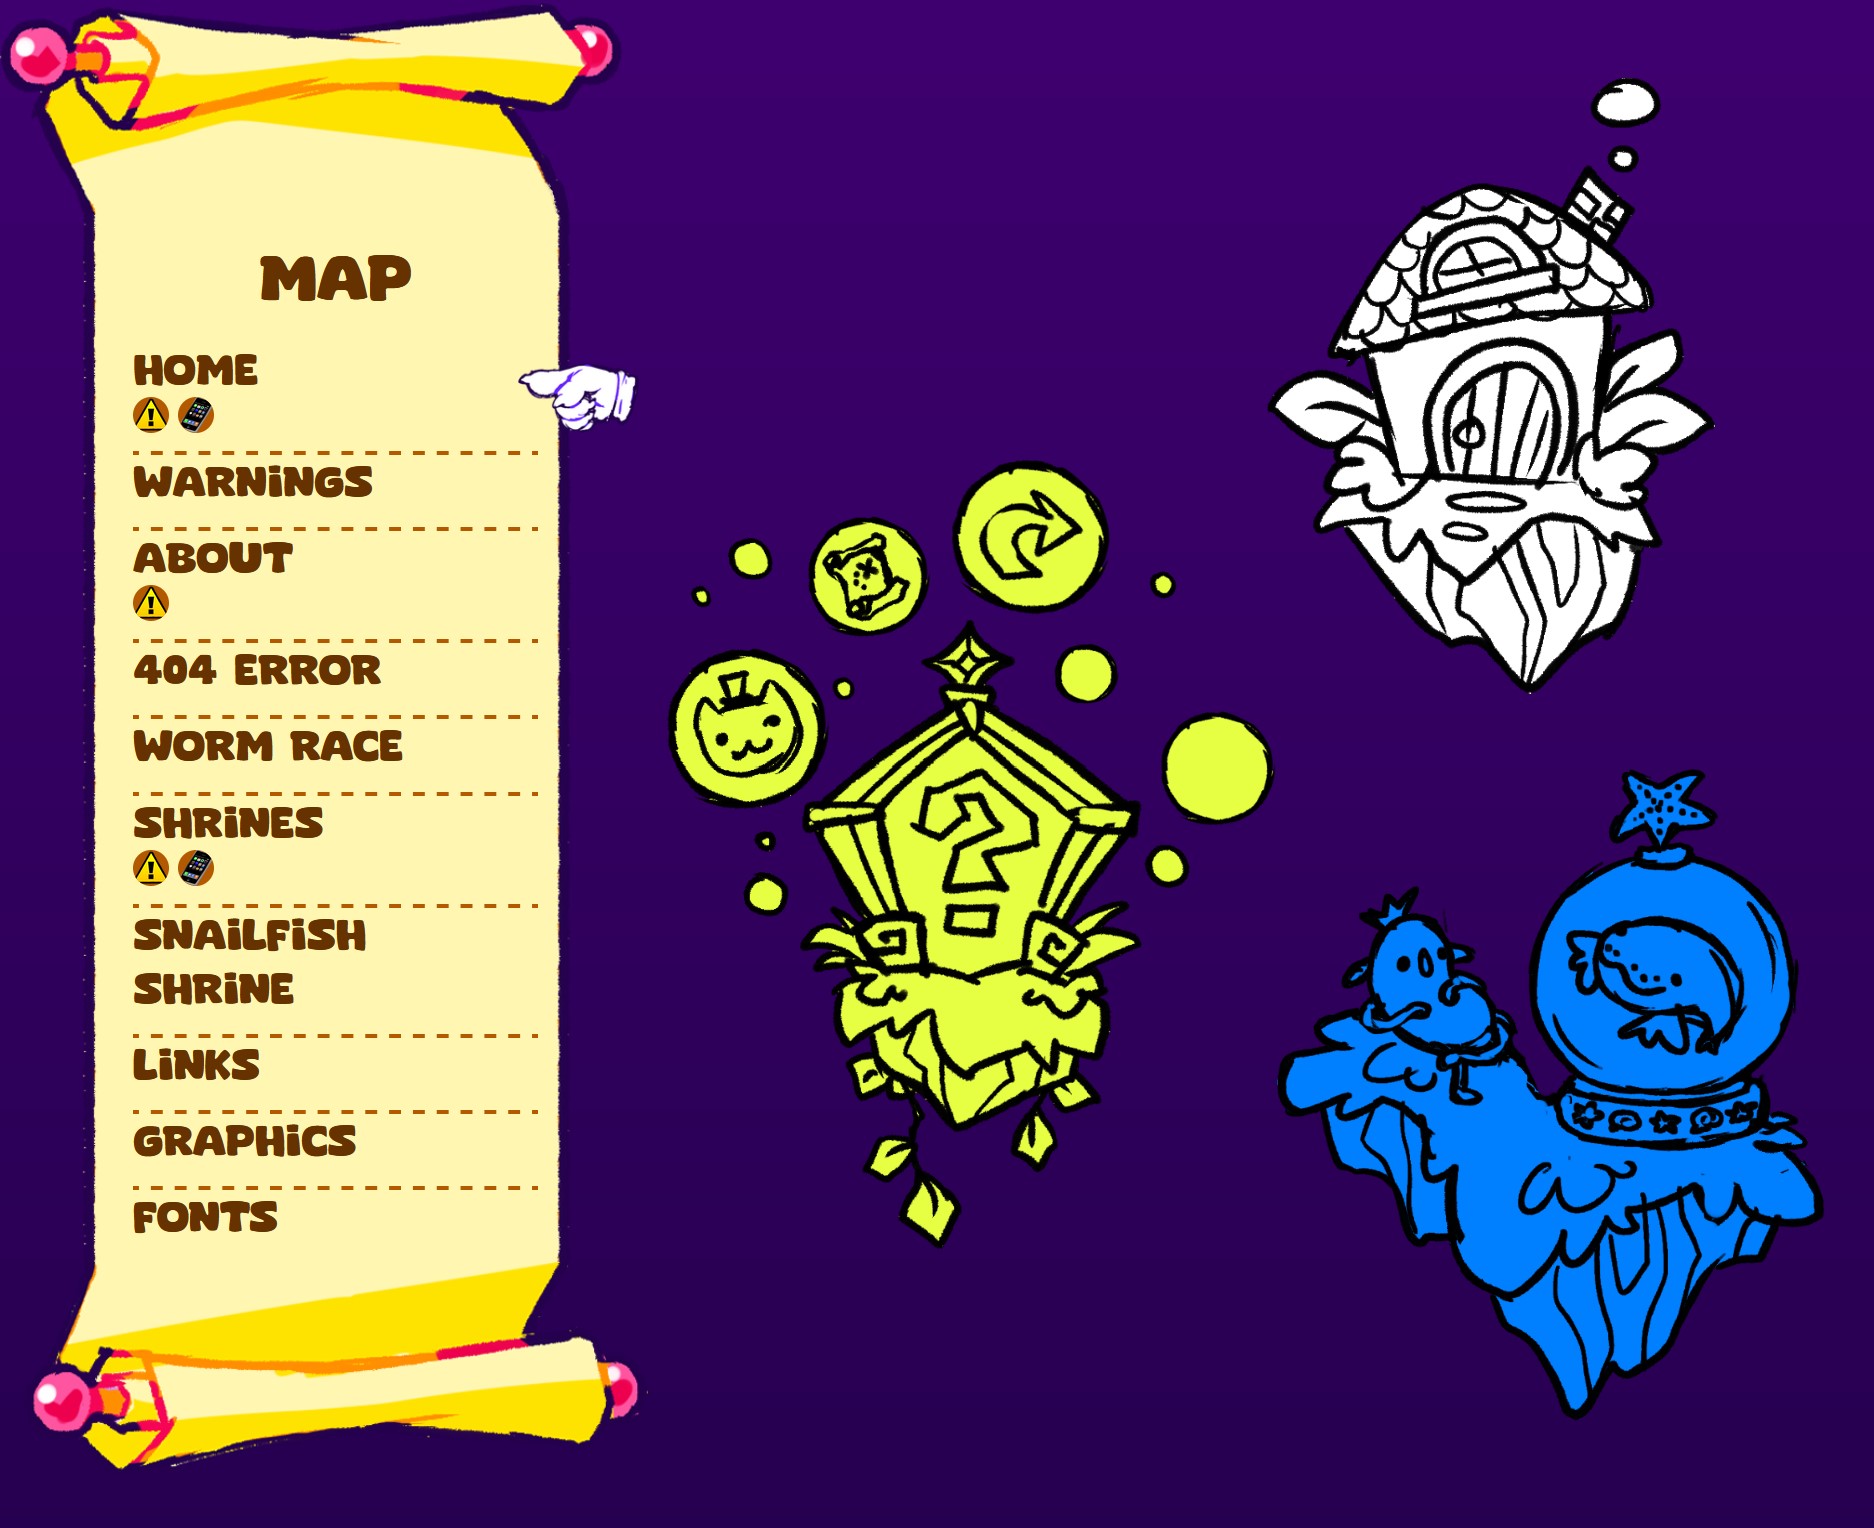 MAP
HOME
WARNiNGS
ABOUT
404 ERROR
WORM RACE
SHRiNES
SNAiLFiSH
SHRiNE
LiNKS
GRAPHiCS
FONTS
?